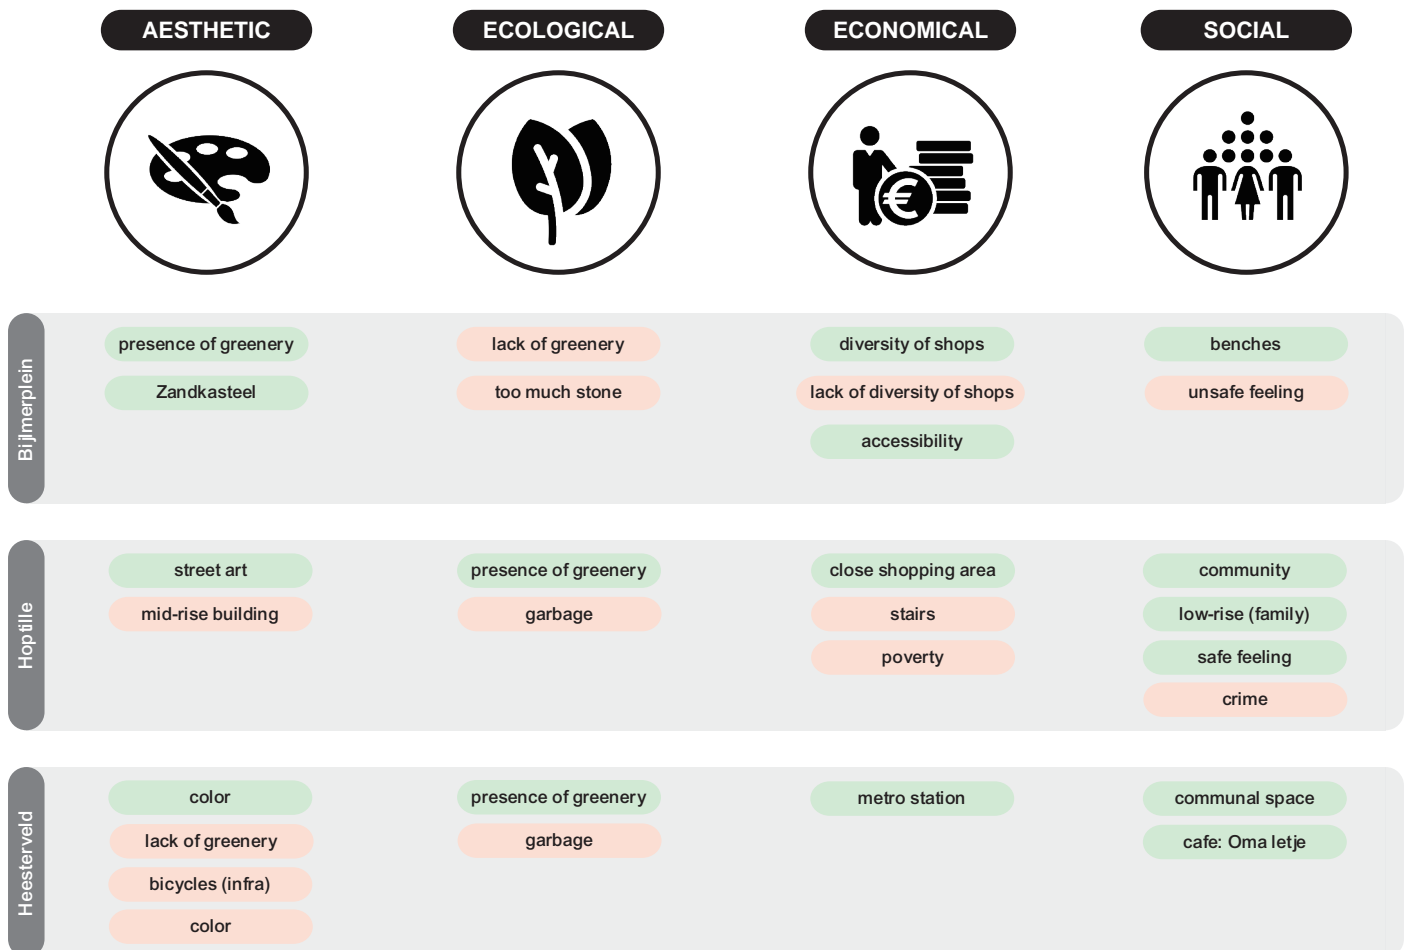 AESTHETIC
ECOLOGICAL
ECONOMICAL
SOCIAL
€
Bijlmerplein
presence of greenery
lack of greenery
diversity of shops
benches
Zandkasteel
too much stone
lack of diversity of shops
unsafe feeling
accessibility
Hoptille
street art
presence of greenery
close shopping area
community
mid-rise building
garbage
stairs
low-rise (family)
poverty
safe feeling
crime
Heesterveld
color
presence of greenery
metro station
communal space
lack of greenery
garbage
cafe: Oma letje
bicycles (infra)
color